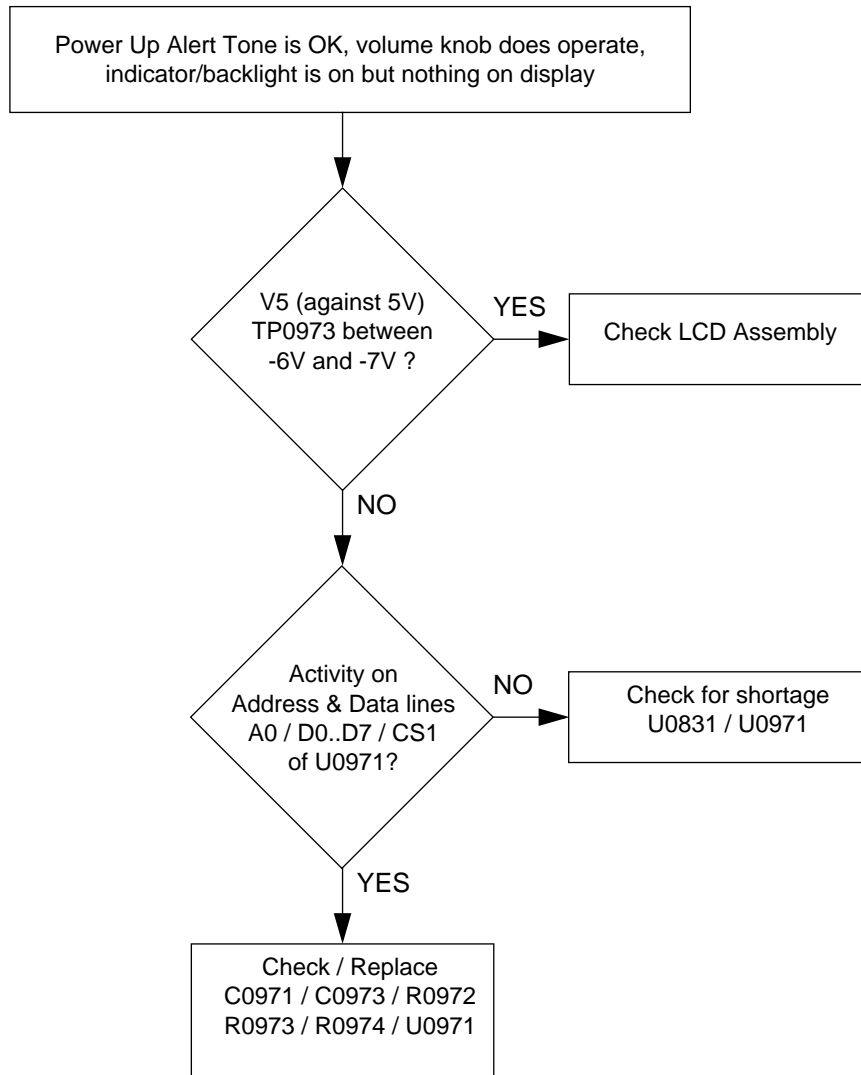 Power Up Alert Tone is OK, volume knob does operate,
indicator/backlight is on but nothing on display
V5 (against 5V)
TP0973 between
-6V and -7V ?
YES
Check LCD Assembly
NO
Activity on
Address & Data lines
A0 / D0..D7 / CS1
of U0971?
NO
Check for shortage
U0831 / U0971
YES
Check / Replace
C0971 / C0973 / R0972
R0973 / R0974 / U0971